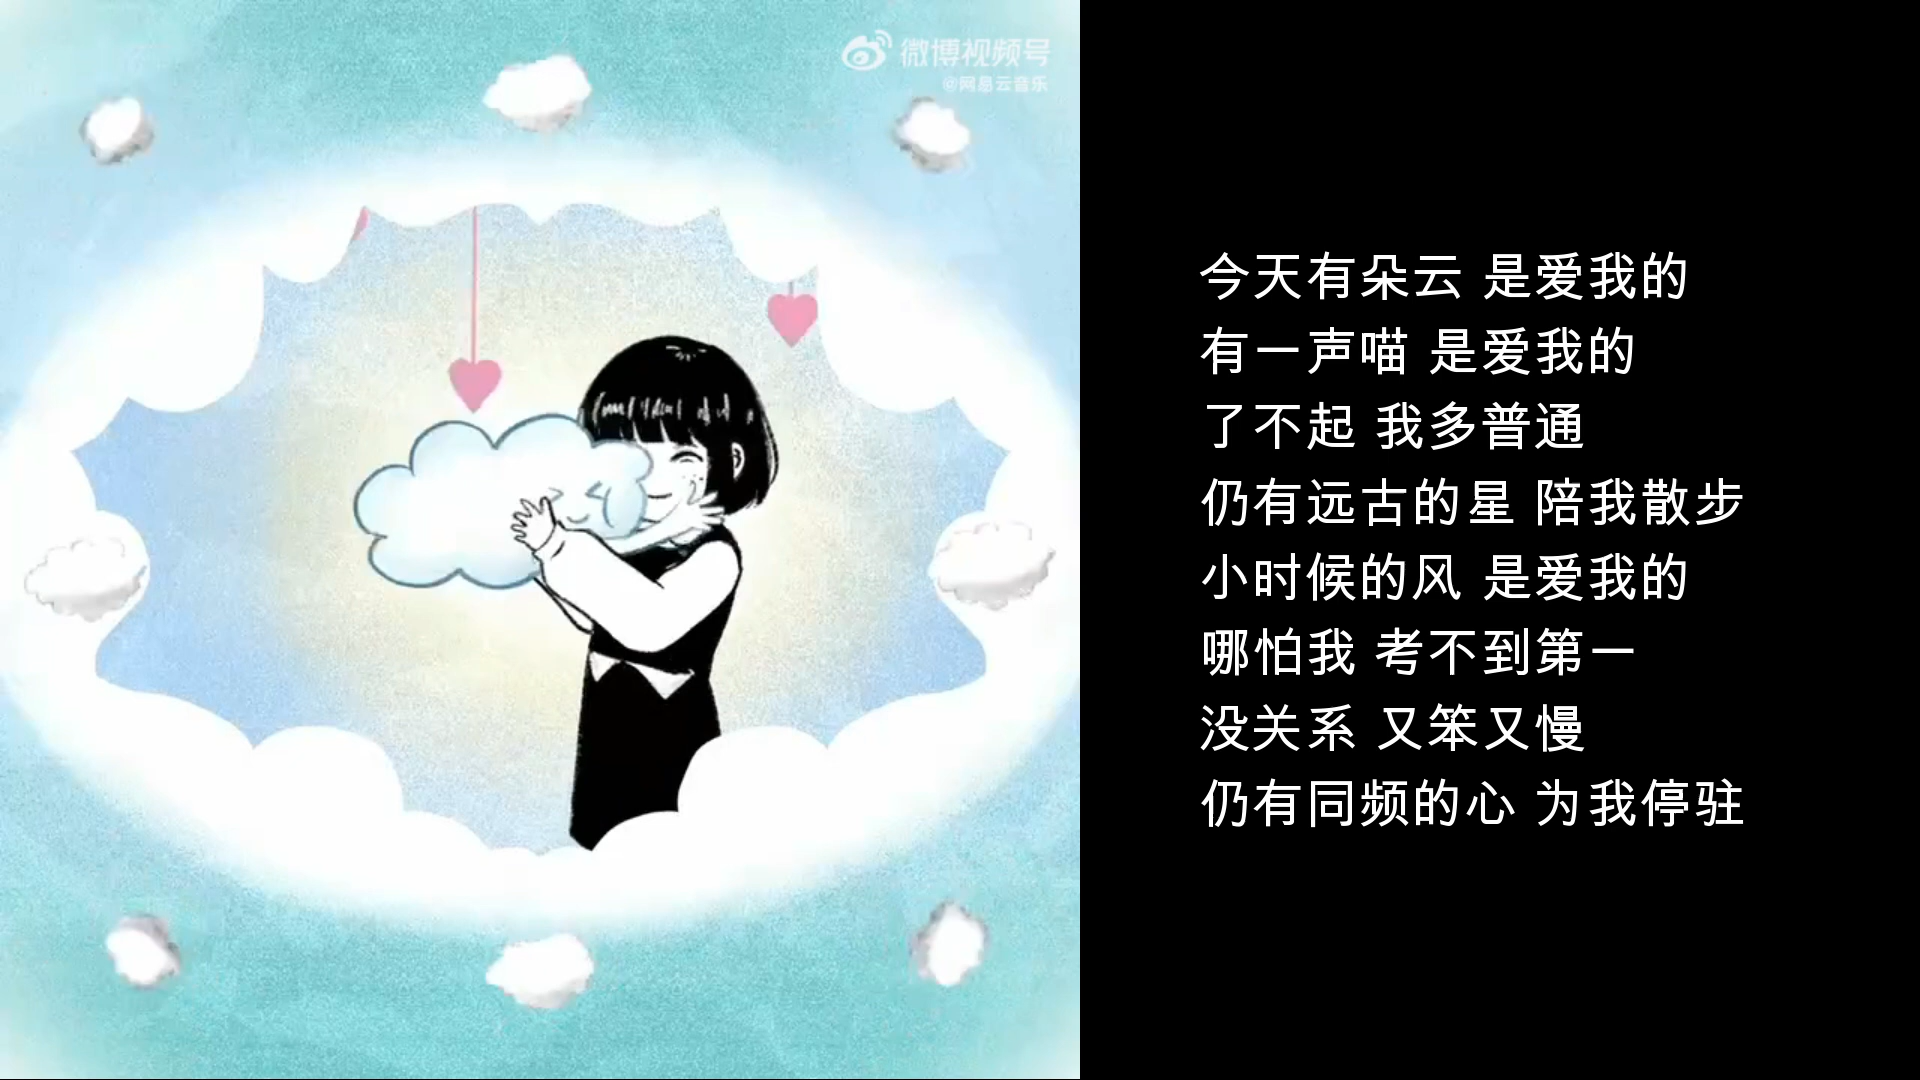 微博视频号
@网易云音乐
今天有朵云 是爱我的
有一声喵 是爱我的
了不起 我多普通
仍有远古的星 陪我散步
小时候的风 是爱我的
哪怕我 考不到第一
没关系 又笨又慢
仍有同频的心 为我停驻